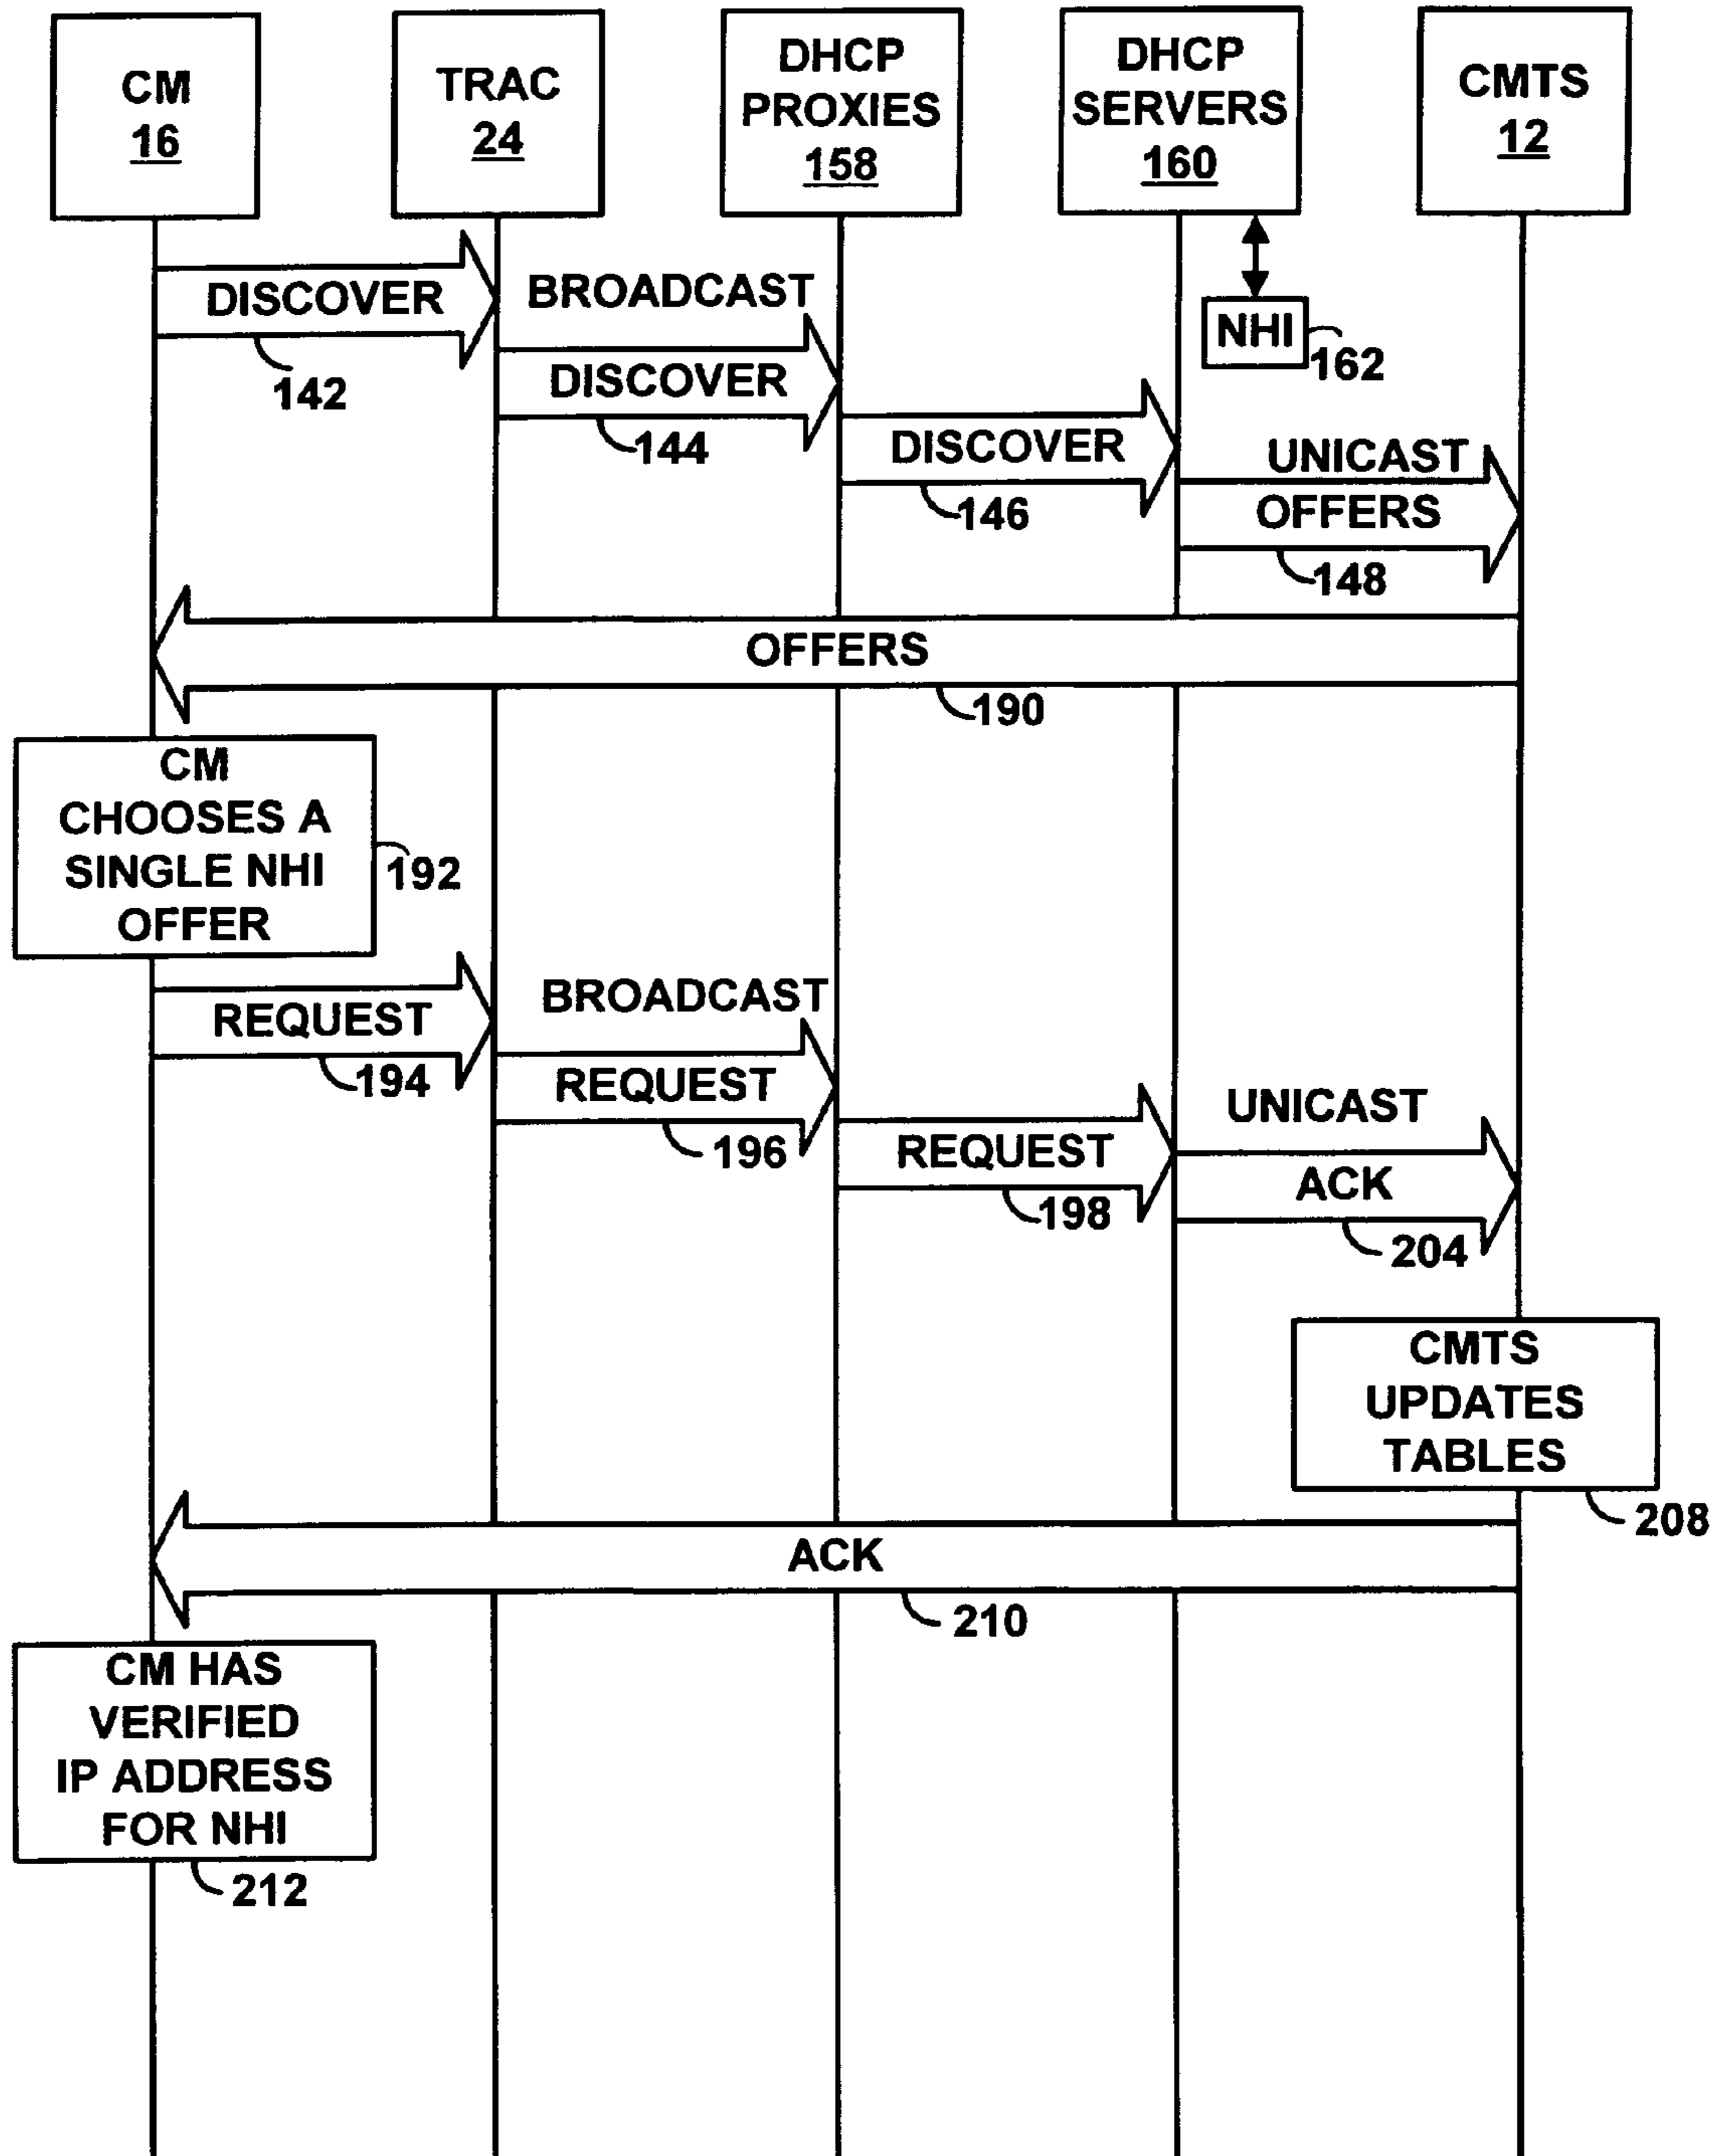 CM
16
TRAC
24
DHCP
PROXIES
158
DHCP
SERVERS
160
CMTS
12
DISCOVER
142
BROADCAST
DISCOVER
144
NHI
162
DISCOVER
146
UNICAST
OFFERS
148
OFFERS
190
CM
CHOOSES A
SINGLE NHI
OFFER
192
REQUEST
194
BROADCAST
REQUEST
196
REQUEST
198
UNICAST
ACK
204
CMTS
UPDATES
TABLES
208
ACK
210
CM HAS
VERIFIED
IP ADDRESS
FOR NHI
212